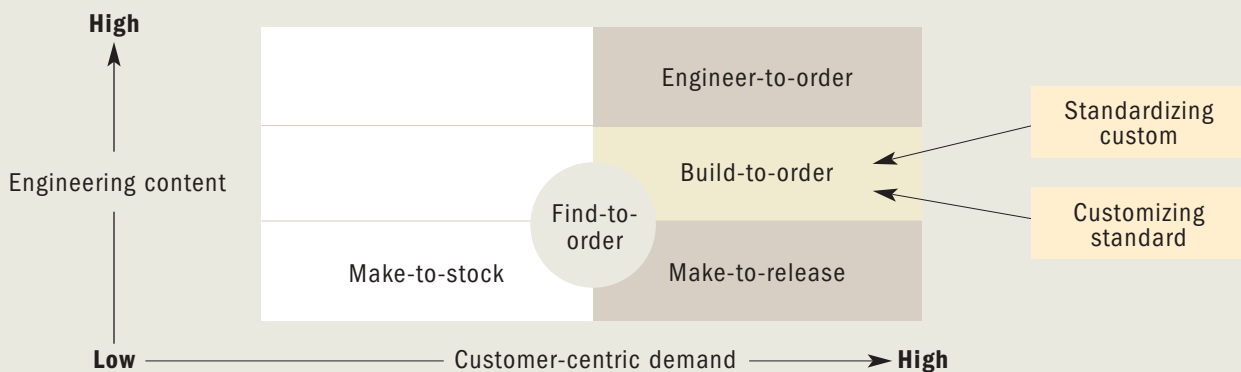 High
Engineer-to-order
Standardizing
custom
Engineering content
Build-to-order
Find-to-
order
Customizing
standard
Make-to-stock
Make-to-release
Low
Customer-centric demand
High